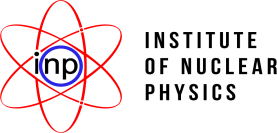 inp
INSTITUTE
OF NUCLEAR
PHYSICS